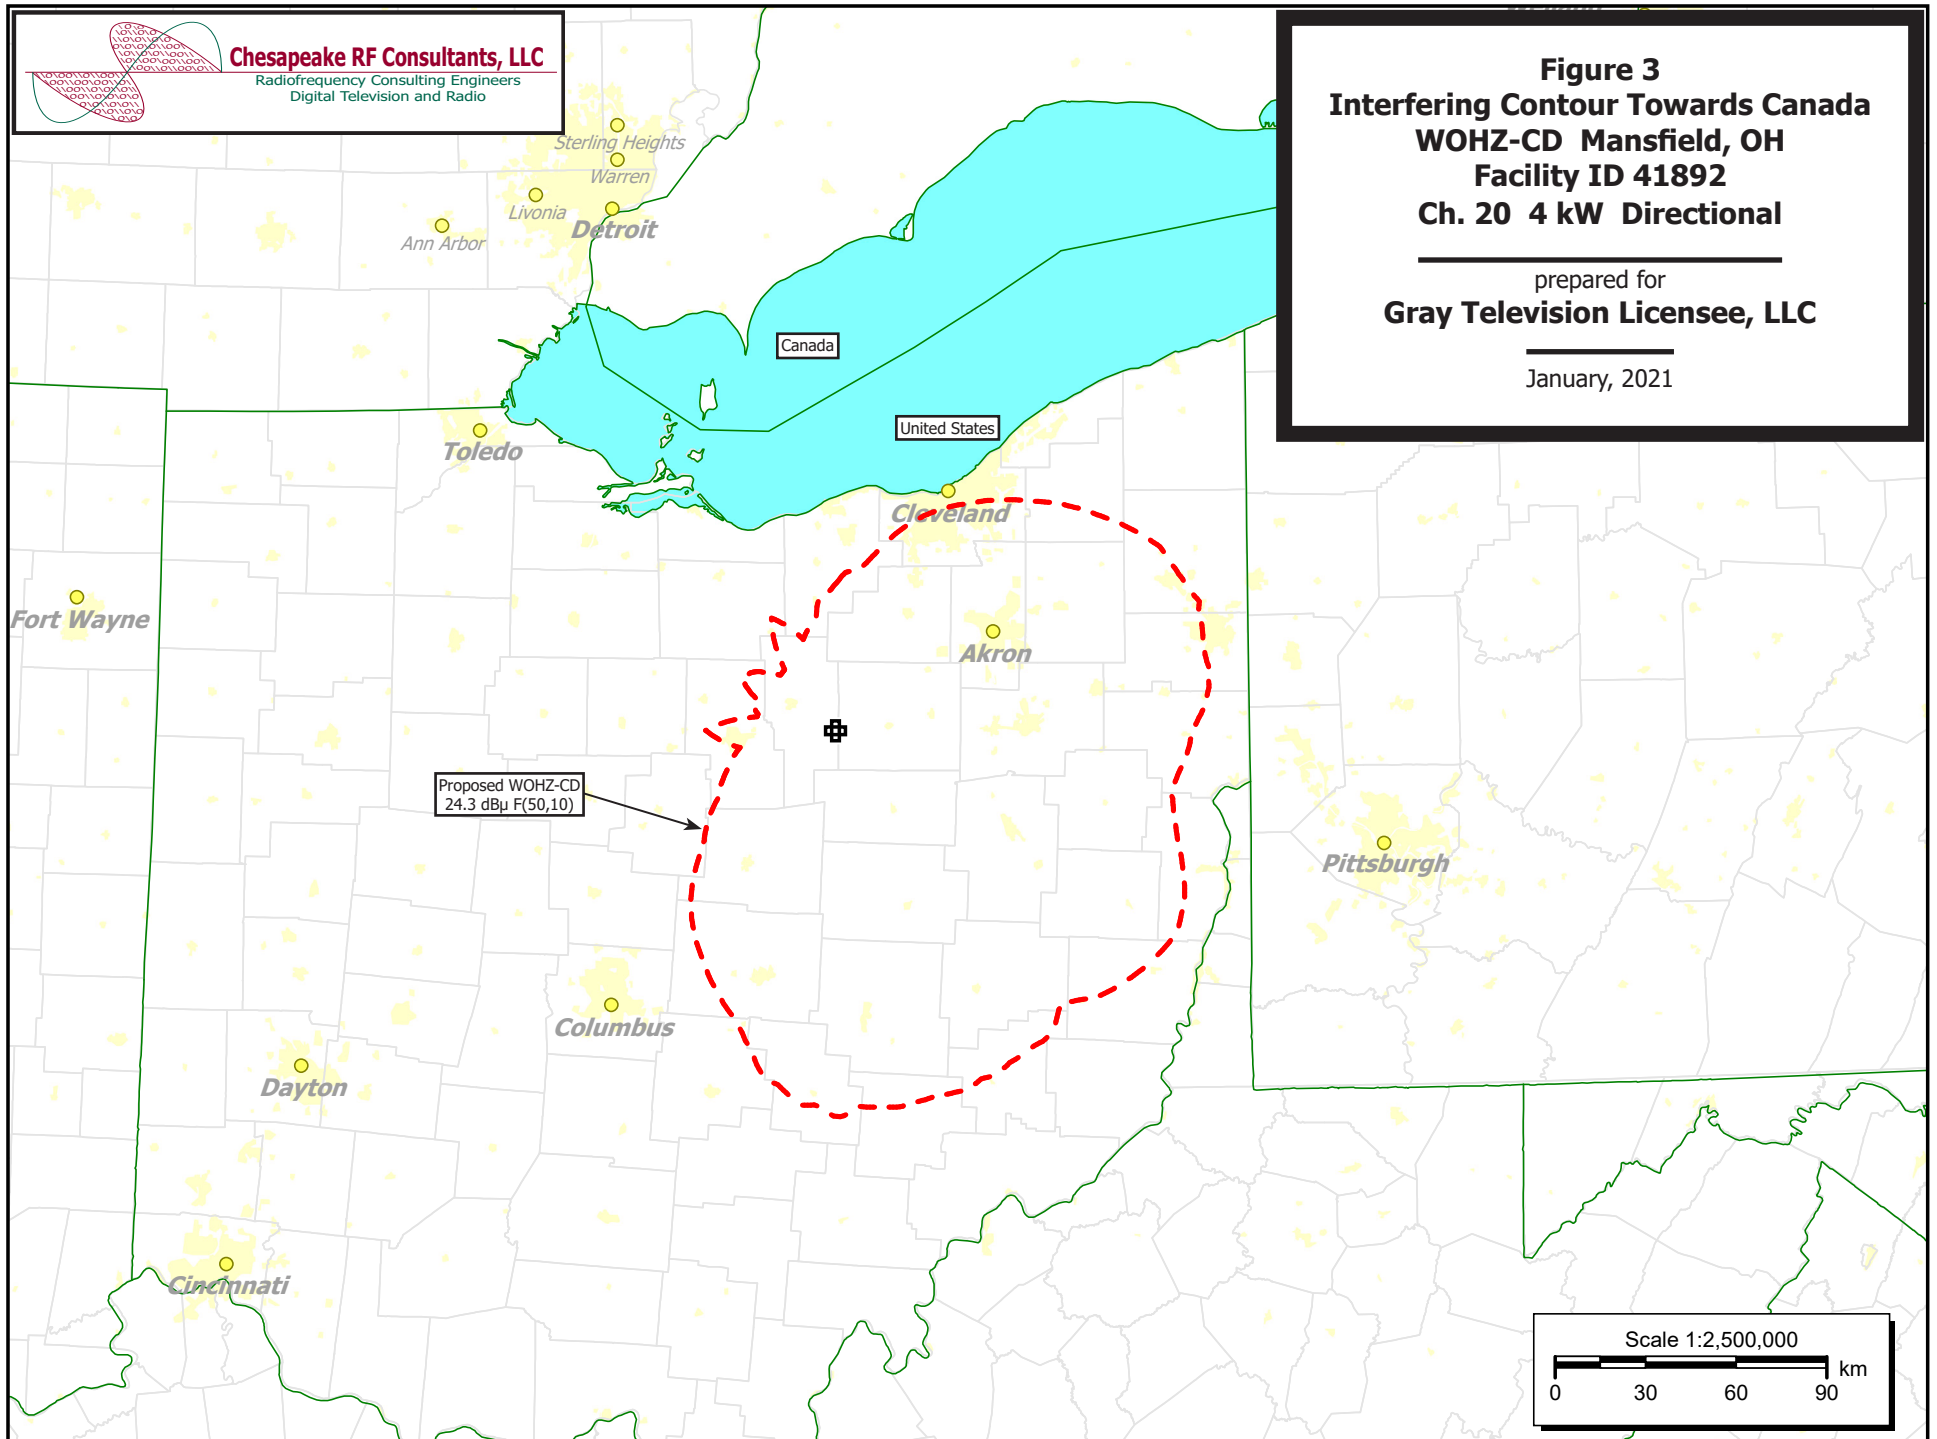 Chesapeake RF Consultants, LLC
Radiofrequency Consulting Engineers
Digital Television and Radio
Figure 3
Interfering Contour Towards Canada
WOHZ-CD  Mansfield, OH
Facility ID 41892
Ch. 20  4 kW  Directional
prepared for
Gray Television Licensee, LLC
January, 2021
Sterling Heights
Warren
Livonia
Detroit
Ann Arbor
Canada
United States
Toledo
Cleveland
Fort Wayne
Akron
Proposed WOHZ-CD
24.3 dBµ F(50,10)
Pittsburgh
Columbus
Dayton
Cincinnati
Scale 1:2,500,000
km
0 30 60 90